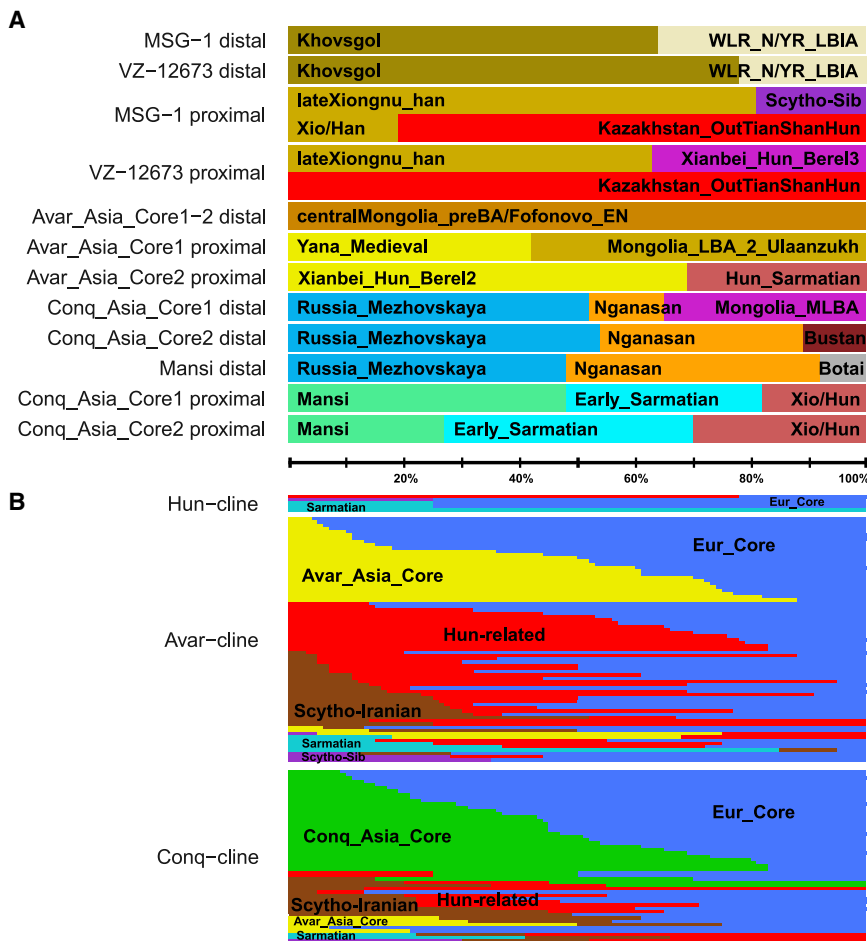 A
MSG-1 distal
Khovsgol
WLR_N/YR_LBIA
VZ-12673 distal
Khovsgol
WLR_N/YR_LBIA
MSG-1 proximal
lateXiongnu_han
Scytho-Sib
Xio/Han
Kazakhstan_OutTianShanHun
VZ-12673 proximal
lateXiongnu_han
Xianbei_Hun_Berel3
Kazakhstan_OutTianShanHun
Avar_Asia_Core1-2 distal
centralMongolia_preBA/Fofonovo_EN
Avar_Asia_Core1 proximal
Yana_Medieval
Mongolia_LBA_2_Ulaanzukh
Avar_Asia_Core2 proximal
Xianbei_Hun_Berel2
Hun_Sarmatian
Conq_Asia_Core1 distal
Russia_Mezhovskaya
Nganasan
Mongolia_MLBA
Conq_Asia_Core2 distal
Russia_Mezhovskaya
Nganasan
Bustan
Mansi distal
Russia_Mezhovskaya
Nganasan
Botai
Conq_Asia_Core1 proximal
Mansi
Early_Sarmatian
Xio/Hun
Conq_Asia_Core2 proximal
Mansi
Early_Sarmatian
Xio/Hun
20%
40%
60%
80%
100%
B
Hun-cline
Sarmatian
Eur_Core
Avar-cline
Eur_Core
Avar_Asia_Core
Hun-related
Scytho-Iranian
Sarmatian
Scytho-Sib
Conq-cline
Eur_Core
Conq_Asia_Core
Scytho-Iranian
Hun-related
Avar_Asia_Core
Sarmatian